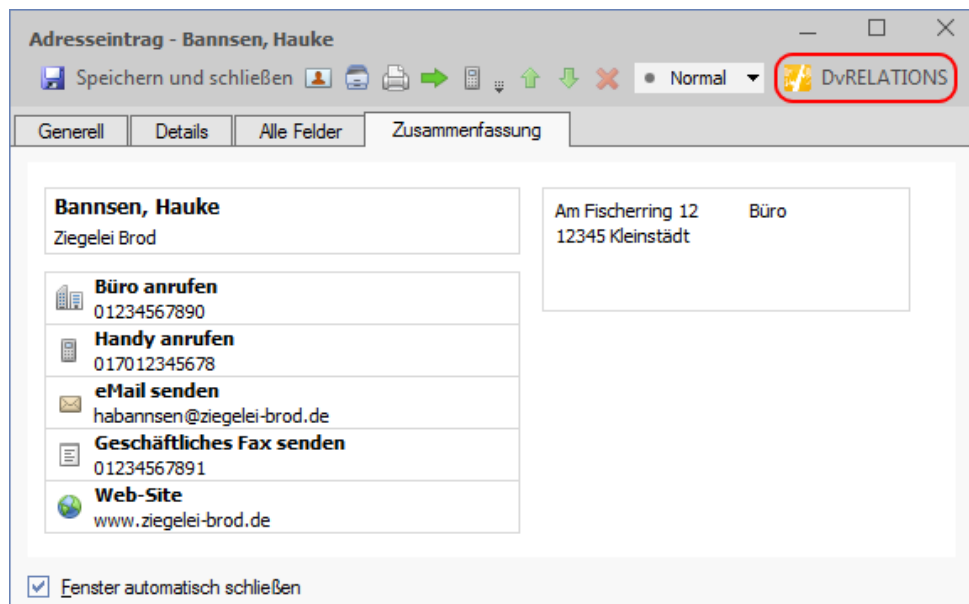 Adresseintrag - Bannsen, Hauke
Speichern und schließen Normal DvRELATIONS
Generell Details Alle Felder Zusammenfassung
Bannsen, Hauke
Ziegelei Brod
Am Fischerring 12 Büro
12345 Kleinstädt
Büro anrufen
01234567890
Handy anrufen
017012345678
eMail senden
habannsen@ziegelei-brod.de
Geschäftliches Fax senden
01234567891
Web-Site
www.ziegelei-brod.de
Fenster automatisch schließen